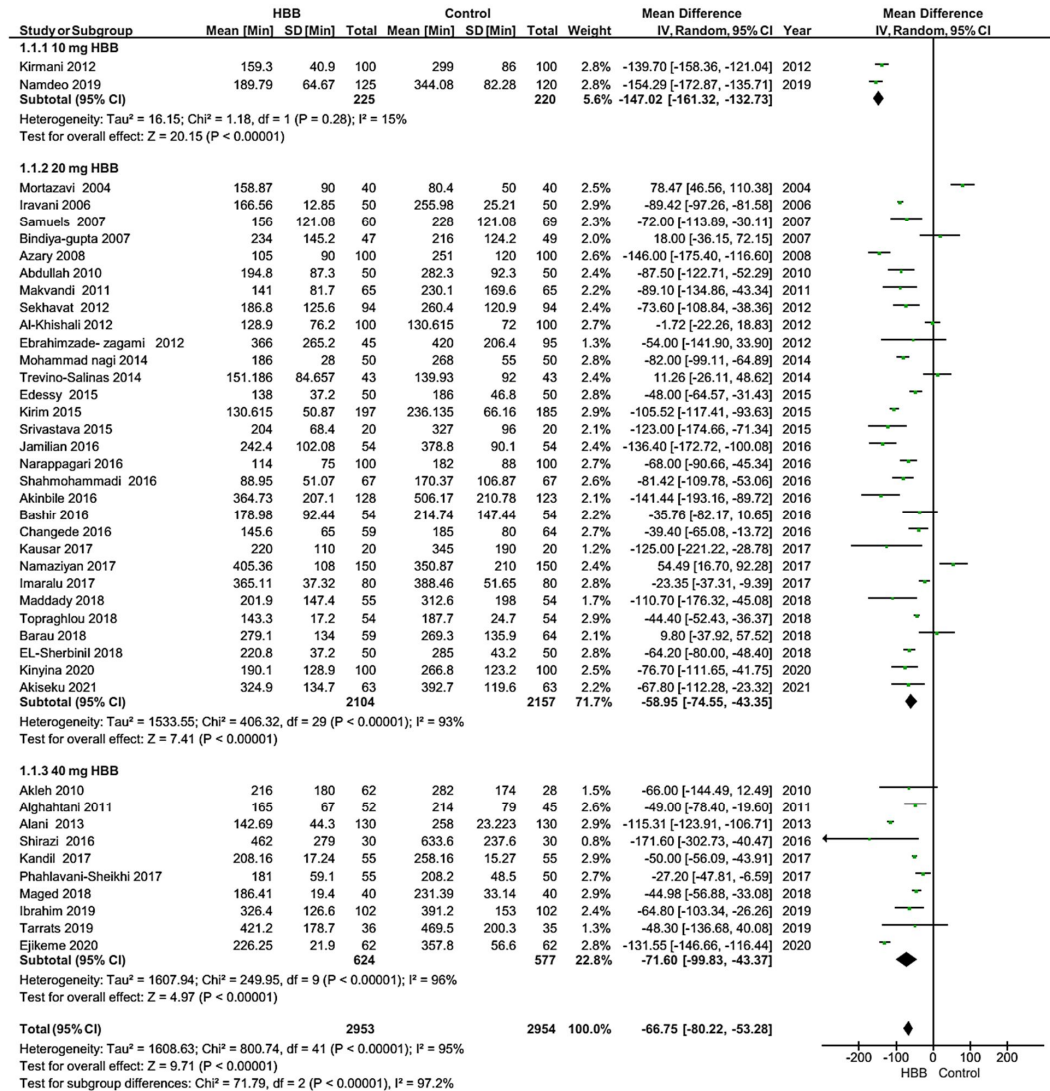 HBB Control Mean Difference Mean Difference
Study or Subgroup Mean [Min] SD [Min] Total Mean [Min] SD [Min] Total Weight IV, Random, 95% CI Year IV, Random, 95% CI
1.1.1 10 mg HBB
Kirmani 2012 159.3 40.9 100 299 86 100 2.8% -139.70 [-158.36, -121.04] 2012
Namdeo 2019 189.79 64.67 125 344.08 82.28 120 2.8% -154.29 [-172.87, -135.71] 2019
Subtotal (95% CI) 225 220 5.6% -147.02 [-161.32, -132.73]
Heterogeneity: Tau² = 16.15; Chi² = 1.18, df = 1 (P = 0.28); I² = 15%
Test for overall effect: Z = 20.15 (P < 0.00001)
1.1.2 20 mg HBB
Mortazavi 2004 158.87 90 40 80.4 50 40 2.5% 78.47 [46.56, 110.38] 2004
Iravani 2006 166.56 12.85 50 255.98 25.21 50 2.9% -89.42 [-97.26, -81.58] 2006
Samuels 2007 156 121.08 60 228 121.08 69 2.3% -72.00 [-113.89, -30.11] 2007
Bindiya-gupta 2007 234 145.2 47 216 124.2 49 2.0% 18.00 [-36.15, 72.15] 2007
Azary 2008 105 90 100 251 120 100 2.6% -146.00 [-175.40, -116.60] 2008
Abdullah 2010 194.8 87.3 50 282.3 92.3 50 2.4% -87.50 [-122.71, -52.29] 2010
Makvandi 2011 141 81.7 65 230.1 169.6 65 2.2% -89.10 [-134.86, -43.34] 2011
Sekhavat 2012 186.8 125.6 94 260.4 120.9 94 2.4% -73.60 [-108.84, -38.36] 2012
Al-Khishali 2012 128.9 76.2 100 130.615 72 100 2.7% -1.72 [-22.26, 18.83] 2012
Ebrahimzade- zagami 2012 366 265.2 45 420 206.4 95 1.3% -54.00 [-141.90, 33.90] 2012
Mohammad nagi 2014 186 28 50 268 55 50 2.8% -82.00 [-99.11, -64.89] 2014
Trevino-Salinas 2014 151.186 84.657 43 139.93 92 43 2.4% 11.26 [-26.11, 48.62] 2014
Edessy 2015 138 37.2 50 186 46.8 50 2.8% -48.00 [-64.57, -31.43] 2015
Kirim 2015 130.615 50.87 197 236.135 66.16 185 2.9% -105.52 [-117.41, -93.63] 2015
Srivastava 2015 204 68.4 20 327 96 20 2.1% -123.00 [-174.66, -71.34] 2015
Jamilian 2016 242.4 102.08 54 378.8 90.1 54 2.4% -136.40 [-172.72, -100.08] 2016
Narappagari 2016 114 75 100 182 88 100 2.7% -68.00 [-90.66, -45.34] 2016
Shahmohammadi 2016 88.95 51.07 67 170.37 106.87 67 2.6% -81.42 [-109.78, -53.06] 2016
Akinbile 2016 364.73 207.1 128 506.17 210.78 123 2.1% -141.44 [-193.16, -89.72] 2016
Bashir 2016 178.98 92.44 54 214.74 147.44 54 2.2% -35.76 [-82.17, 10.65] 2016
Changede 2016 145.6 65 59 185 80 64 2.6% -39.40 [-65.08, -13.72] 2016
Kausar 2017 220 110 20 345 190 20 1.2% -125.00 [-221.22, -28.78] 2017
Namaziyan 2017 405.36 108 150 350.87 210 150 2.4% 54.49 [16.70, 92.28] 2017
Imaralu 2017 365.11 37.32 80 388.46 51.65 80 2.8% -23.35 [-37.31, -9.39] 2017
Maddady 2018 201.9 147.4 55 312.6 198 54 1.7% -110.70 [-176.32, -45.08] 2018
Topraghlou 2018 143.3 17.2 54 187.7 24.7 54 2.9% -44.40 [-52.43, -36.37] 2018
Barau 2018 279.1 134 59 269.3 135.9 64 2.1% 9.80 [-37.92, 57.52] 2018
EL-Sherbinil 2018 220.8 37.2 50 285 43.2 50 2.8% -64.20 [-80.00, -48.40] 2018
Kinyina 2020 190.1 128.9 100 266.8 123.2 100 2.5% -76.70 [-111.65, -41.75] 2020
Akiseku 2021 324.9 134.7 63 392.7 119.6 63 2.2% -67.80 [-112.28, -23.32] 2021
Subtotal (95% CI) 2104 2157 71.7% -58.95 [-74.55, -43.35]
Heterogeneity: Tau² = 1533.55; Chi² = 406.32, df = 29 (P < 0.00001); I² = 93%
Test for overall effect: Z = 7.41 (P < 0.00001)
1.1.3 40 mg HBB
Akleh 2010 216 180 62 282 174 28 1.5% -66.00 [-144.49, 12.49] 2010
Alghahtani 2011 165 67 52 214 79 45 2.6% -49.00 [-78.40, -19.60] 2011
Alani 2013 142.69 44.3 130 258 23.223 130 2.9% -115.31 [-123.91, -106.71] 2013
Shirazi 2016 462 279 30 633.6 237.6 30 0.8% -171.60 [-302.73, -40.47] 2016
Kandil 2017 208.16 17.24 55 258.16 15.27 55 2.9% -50.00 [-56.09, -43.91] 2017
Phahlavani-Sheikhi 2017 181 59.1 55 208.2 48.5 50 2.7% -27.20 [-47.81, -6.59] 2017
Maged 2018 186.41 19.4 40 231.39 33.14 40 2.9% -44.98 [-56.88, -33.08] 2018
Ibrahim 2019 326.4 126.6 102 391.2 153 102 2.4% -64.80 [-103.34, -26.26] 2019
Tarrats 2019 421.2 178.7 36 469.5 200.3 35 1.3% -48.30 [-136.68, 40.08] 2019
Ejikeme 2020 226.25 21.9 62 357.8 56.6 62 2.8% -131.55 [-146.66, -116.44] 2020
Subtotal (95% CI) 624 577 22.8% -71.60 [-99.83, -43.37]
Heterogeneity: Tau² = 1607.94; Chi² = 249.95, df = 9 (P < 0.00001); I² = 96%
Test for overall effect: Z = 4.97 (P < 0.00001)
Total (95% CI) 2953 2954 100.0% -66.75 [-80.22, -53.28]
Heterogeneity: Tau² = 1608.63; Chi² = 800.74, df = 41 (P < 0.00001); I² = 95%
Test for overall effect: Z = 9.71 (P < 0.00001)
Test for subgroup differences: Chi² = 71.79, df = 2 (P < 0.00001), I² = 97.2%
-200 -100 0 100 200
HBB Control